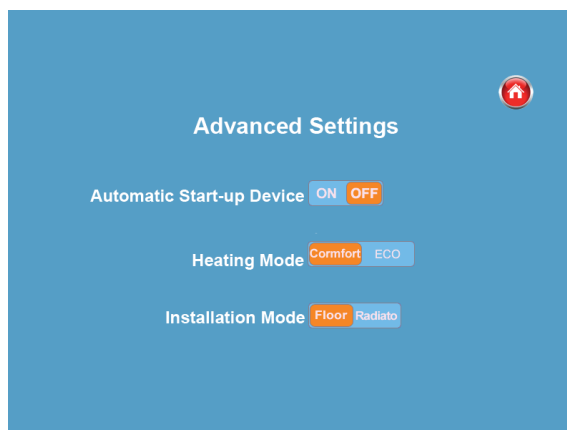 Advanced Settings
Automatic Start-up Device ON OFF
Heating Mode Cormfort ECO
Installation Mode Floor Radiato